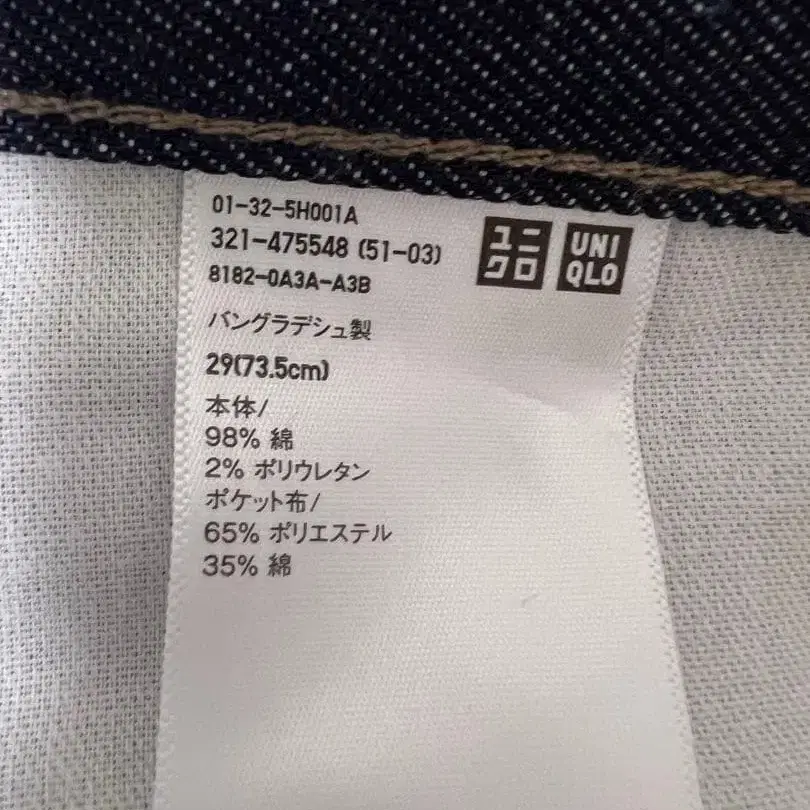 01-32-5H001A
321-475548 (51-03)
8182-0A3A-A3B
ユニ
クロ
UNI
QLO
バングラデシュ製
29(73.5cm)
本体/
98% 綿
2% ポリウレタン
ポケット布/
65% ポリエステル
35% 綿